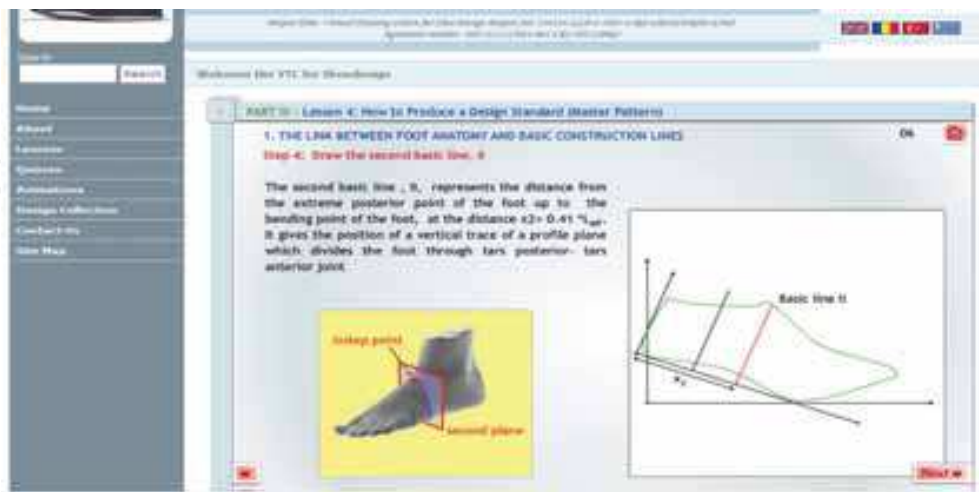 Search
Welcome the VTC for Shoedesign
Home
About
Lessons
Quizzes
Animations
Design Collection
Contact Us
Site Map
PART II - Lesson 4: How to Produce a Design Standard (Master Pattern)
1. THE LINK BETWEEN FOOT ANATOMY AND BASIC CONSTRUCTION LINES
06
Step 4: Draw the second basic line, II
The second basic line , II, represents the distance from
the extreme posterior point of the foot up to the
bending point of the foot, at the distance x2= 0.41 *L
It gives the position of a vertical trace of a profile plane
which divides the foot through tars posterior- tars
anterior joint
Instep point
second plane
Basic line II
Next